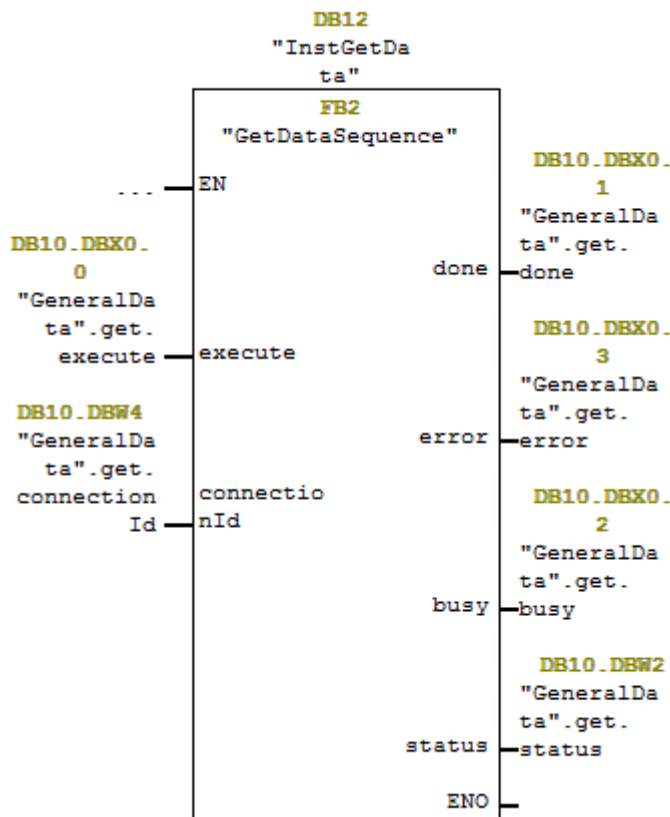 DB12
"InstGetDa
ta"
FB2
"GetDataSequence"
... EN
DB10.DBX0.
0
"GeneralDa
ta".get.
execute execute
DB10.DBW4
"GeneralDa
ta".get.
connection
Id
connectio
nId
DB10.DBX0.
1
"GeneralDa
ta".get.
done done
DB10.DBX0.
3
"GeneralDa
ta".get.
error error
DB10.DBX0.
2
"GeneralDa
ta".get.
busy busy
DB10.DBW2
"GeneralDa
ta".get.
status status
ENO